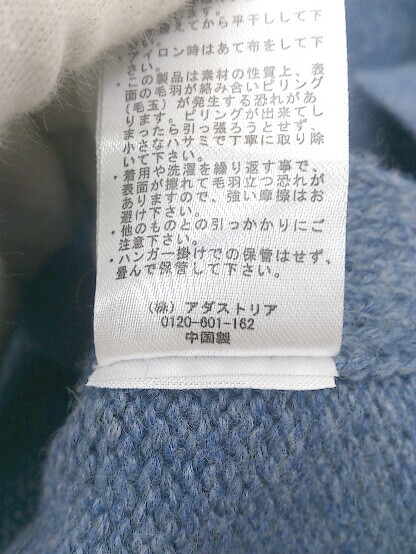 えてから平干しして下
さい。
・アイロン時はあて布をして下
さい。
・この製品は素材の性質上、表
面の毛羽が絡み合いピリング
(毛玉)が発生する恐れがあ
ります。ピリングが出来てし
まったら引っ張ろうとせず、
小さなハサミで丁寧に取り除
いて下さい。
・着用や洗濯を繰り返す事で、
表面が擦れて毛羽立つ恐れが
ありますので、強い摩擦はお
避け下さい。
・他のものとの引っかかりにご
注意下さい。
・ハンガー掛けでの保管はせず、
畳んで保管して下さい。
(株)アダストリア
0120-601-162
中国製